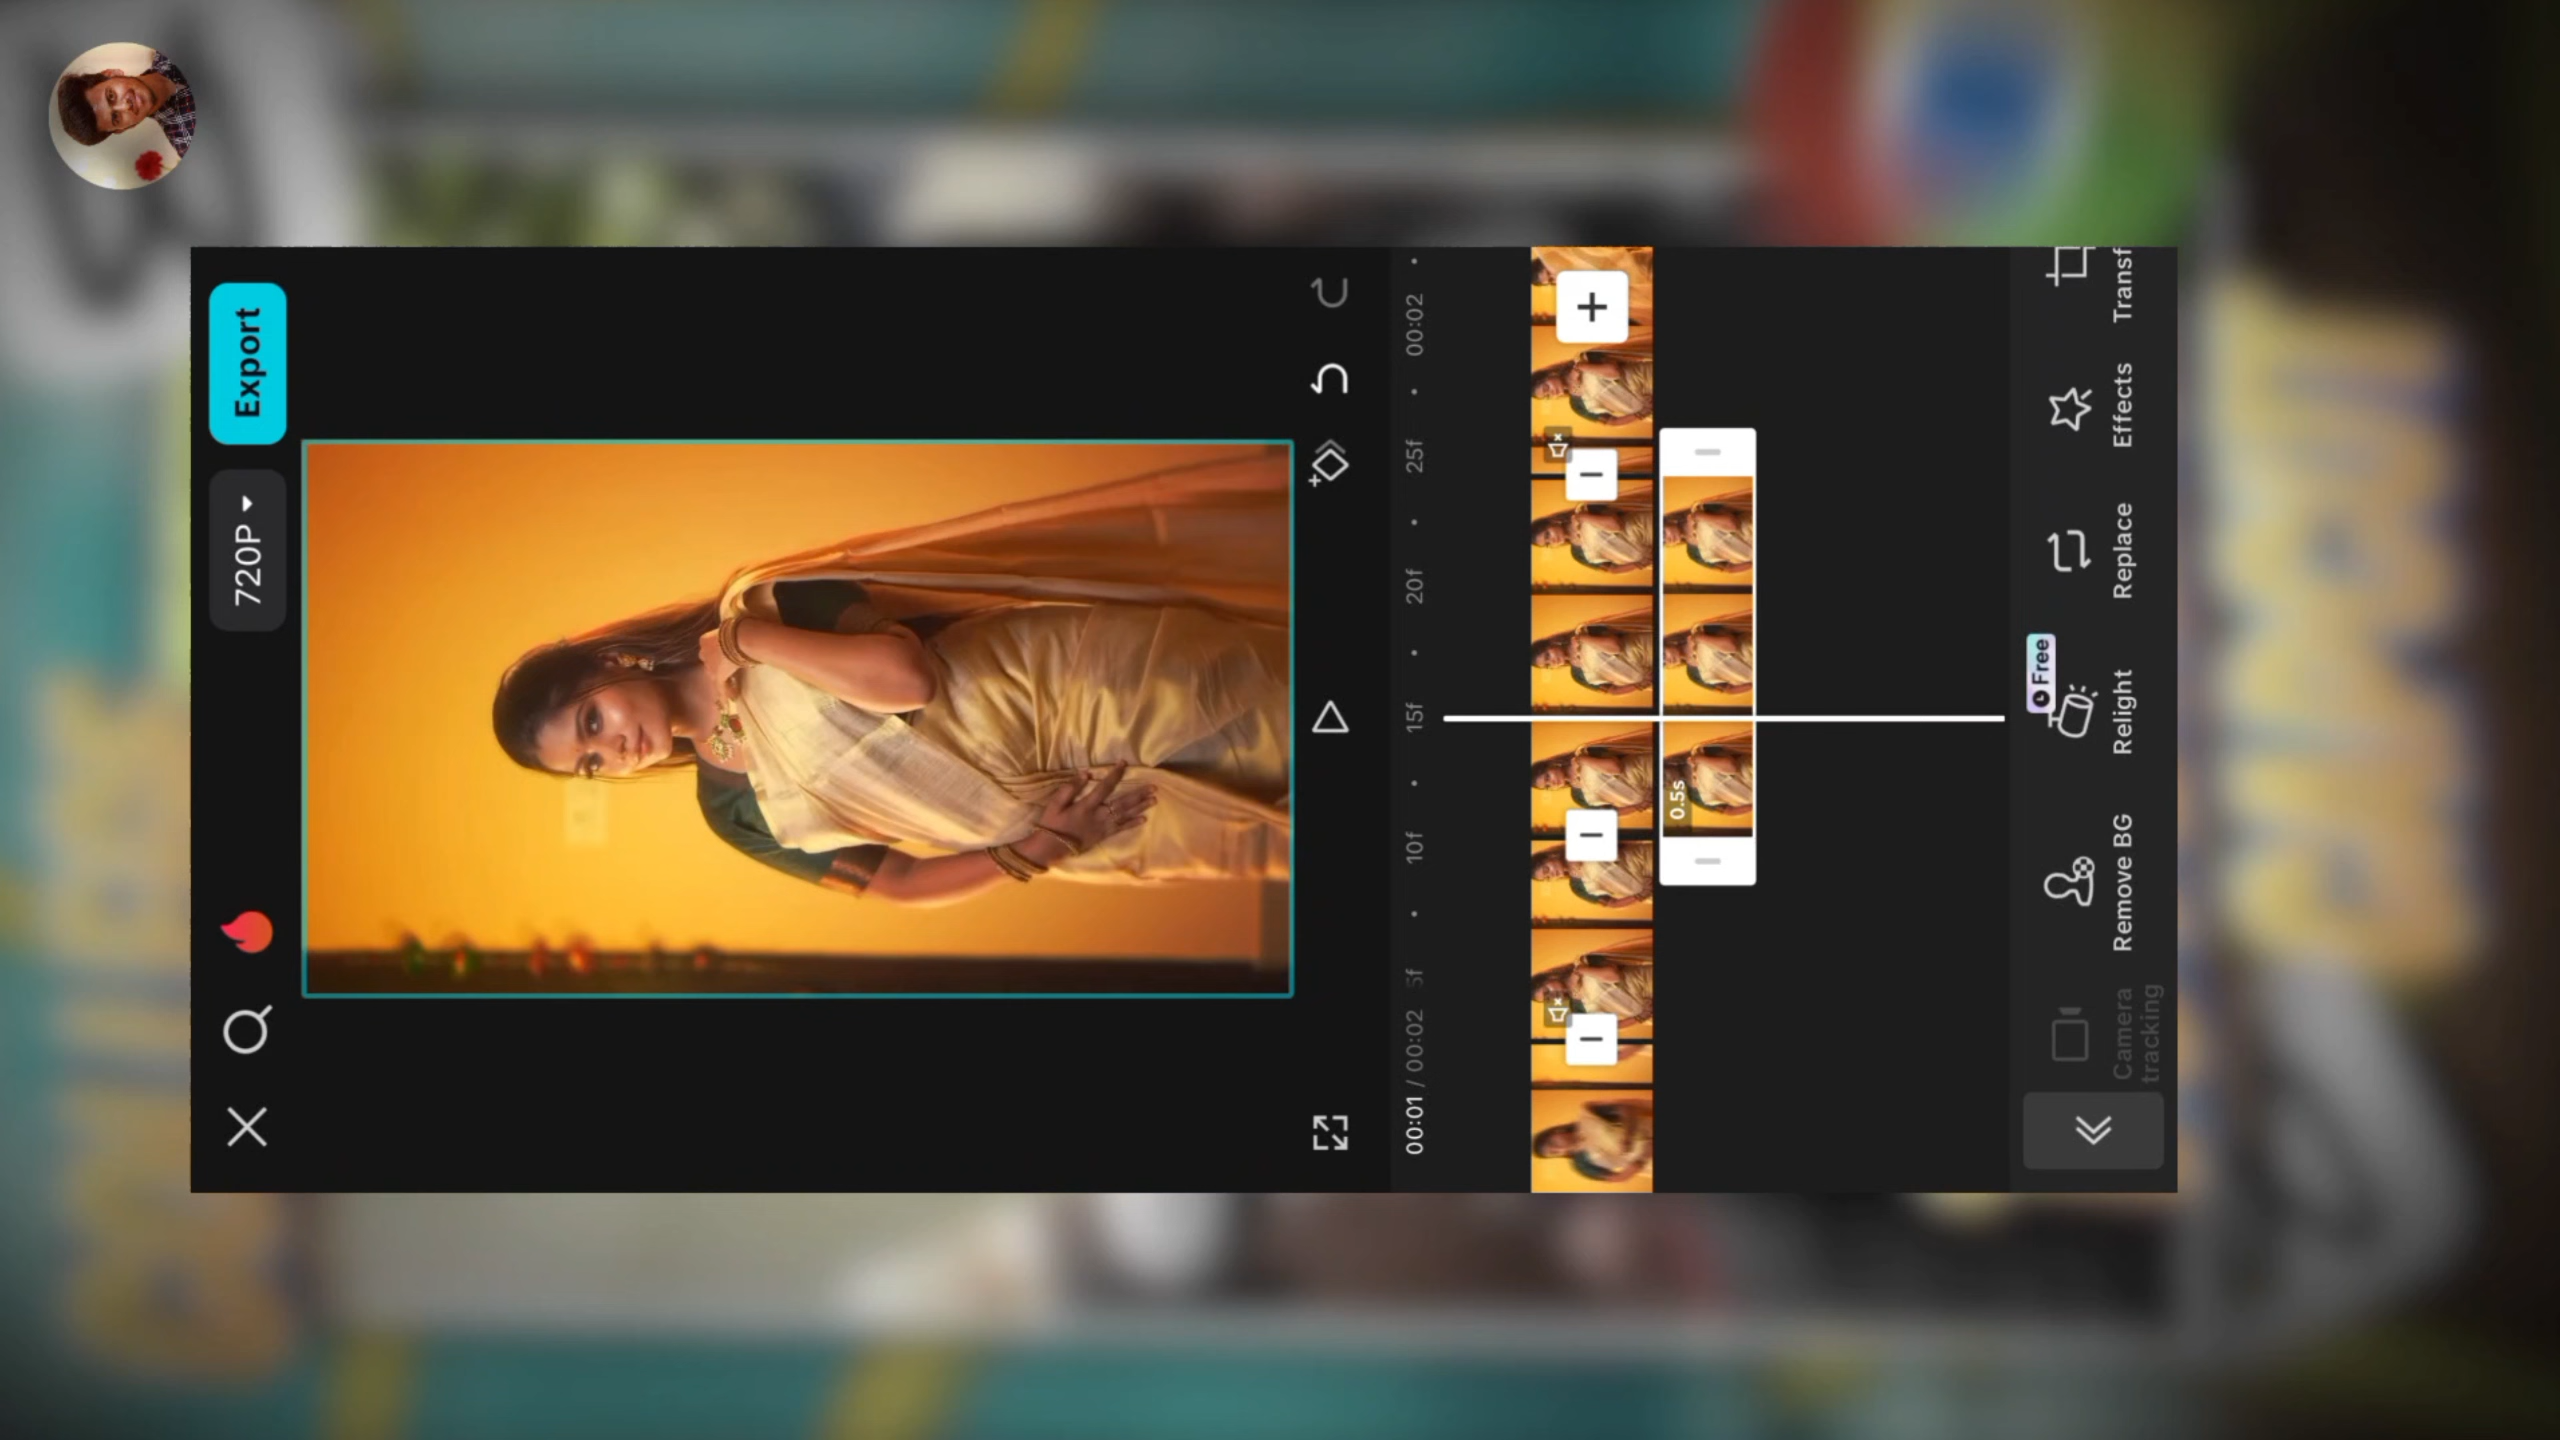 Export
720P
00:01 / 00:02
5f
10f
15f
20f
25f
00:02
0.5s
Camera
tracking
Remove BG
Free
Relight
Replace
Effects
Transf